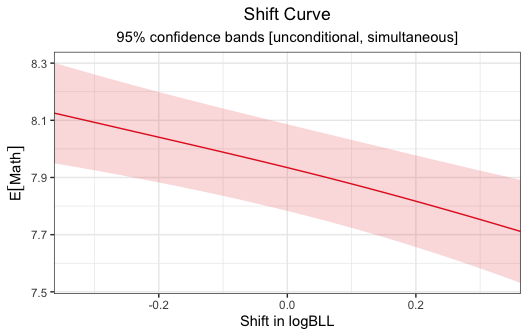 Shift Curve
95% confidence bands [unconditional, simultaneous]
E[Math]
8.3
8.1
7.9
7.7
7.5
-0.2
0.0
0.2
Shift in logBLL